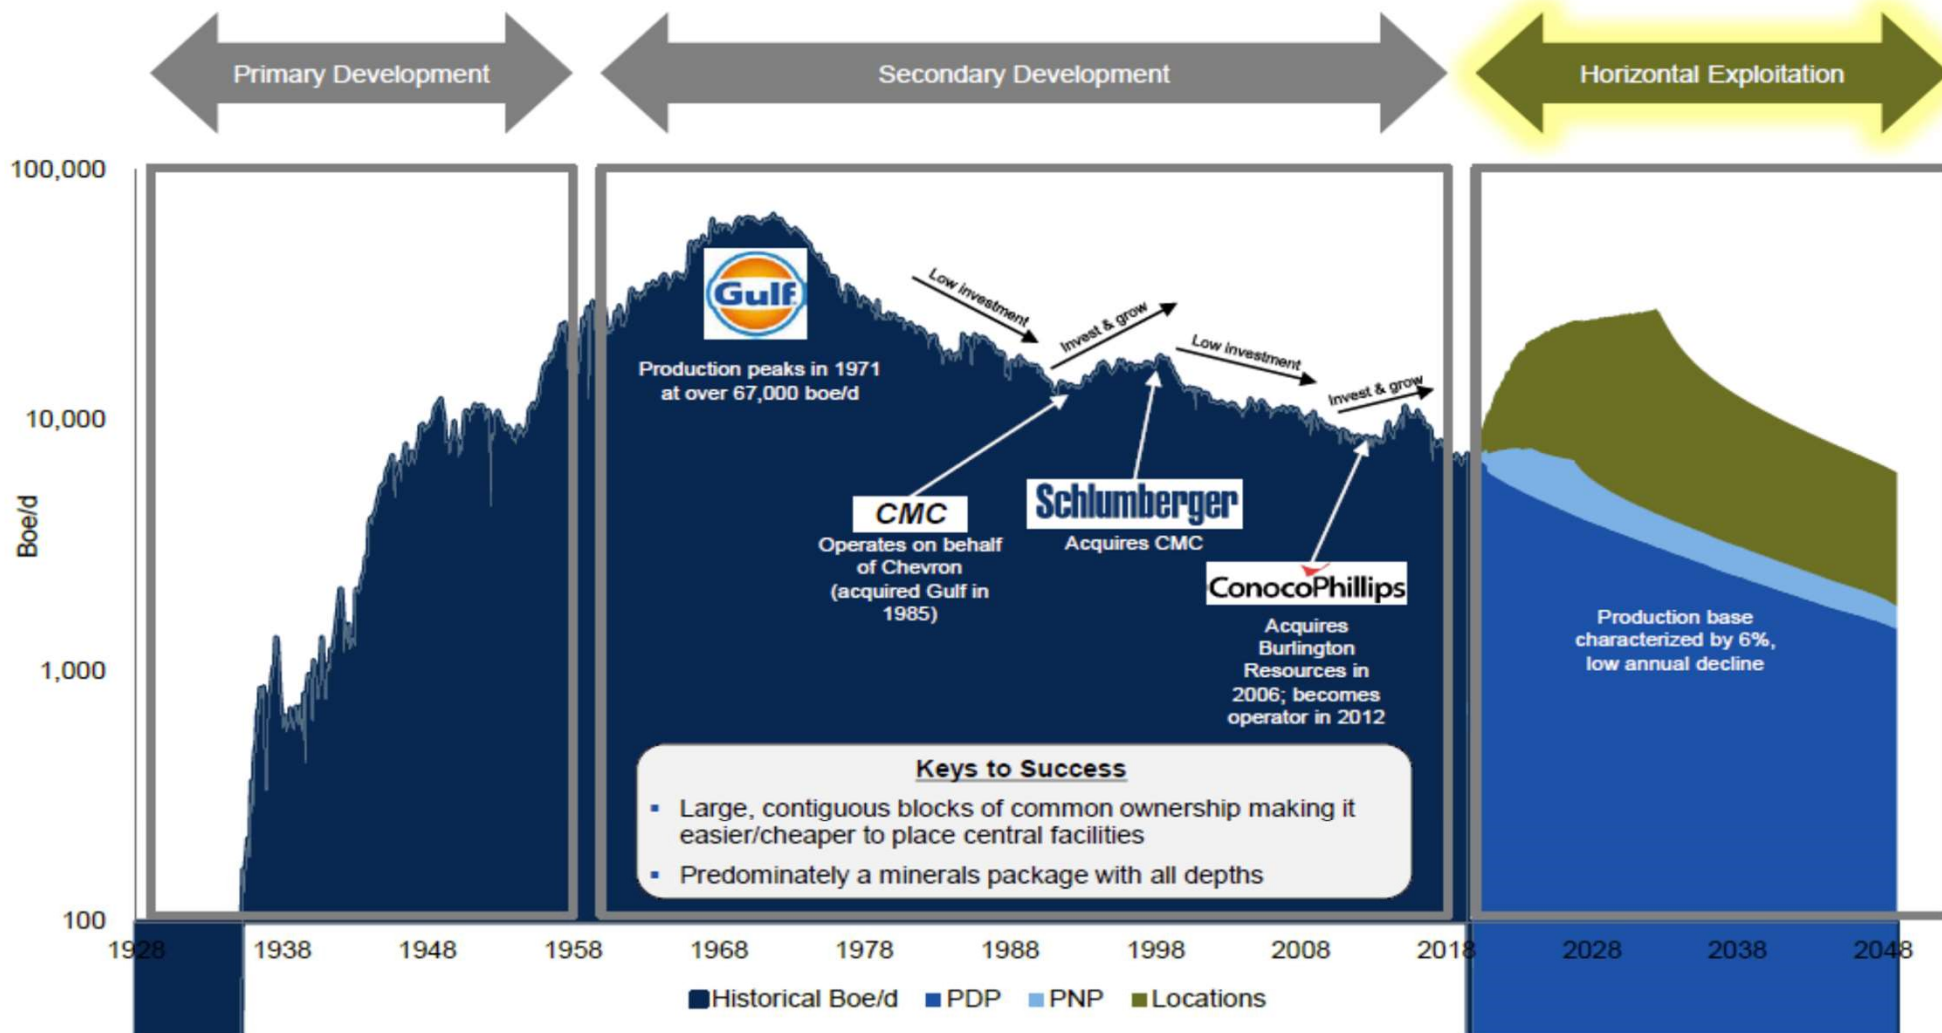 Primary Development
Secondary Development
Horizontal Exploitation
100,000
10,000
1,000
100
Boe/d
Gulf
Production peaks in 1971
at over 67,000 boe/d
Low investment
Invest & grow
Low investment
Invest & grow
CMC
Operates on behalf
of Chevron
(acquired Gulf in
1985)
Schlumberger
Acquires CMC
ConocoPhillips
Acquires
Burlington
Resources in
2006; becomes
operator in 2012
Production base
characterized by 6%,
low annual decline
Keys to Success
▪ Large, contiguous blocks of common ownership making it
easier/cheaper to place central facilities
▪ Predominately a minerals package with all depths
1928 1938 1948 1958 1968 1978 1988 1998 2008 2018 2028 2038 2048
Historical Boe/d PDP PNP Locations